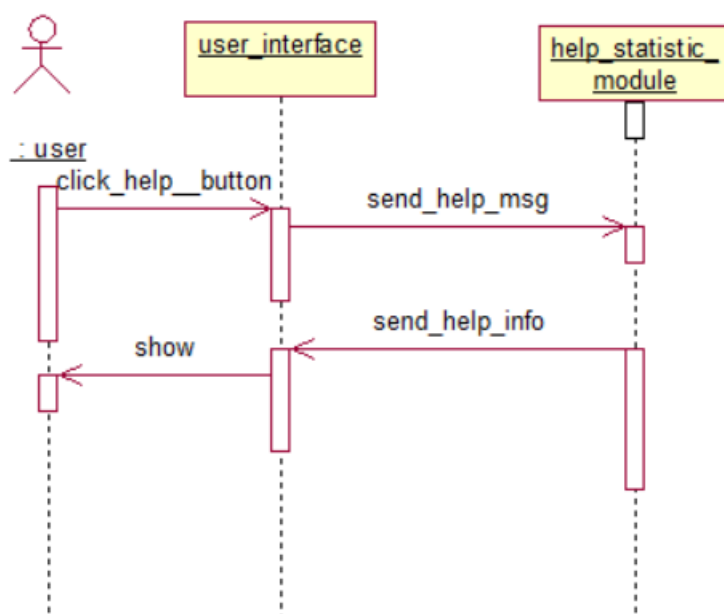 user_interface
help_statistic_
module
: user
click_help__button
send_help_msg
send_help_info
show